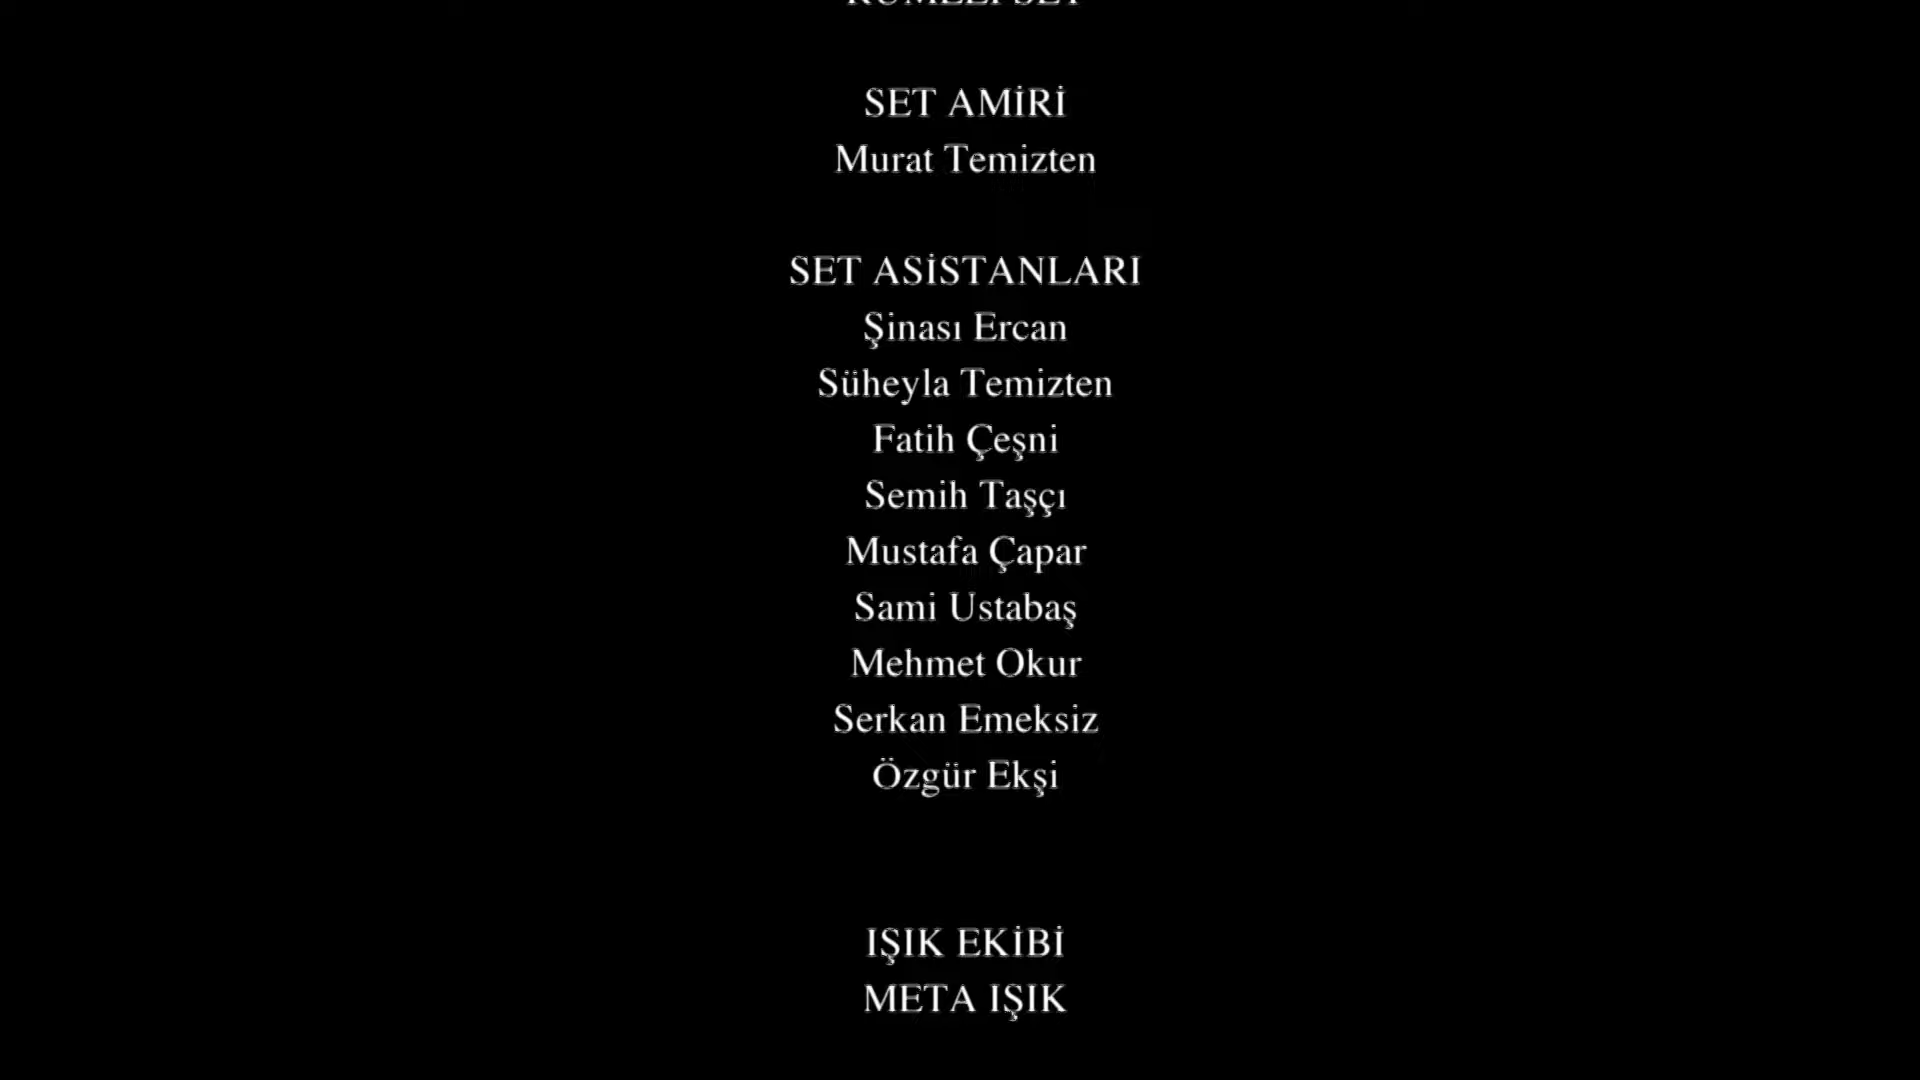 SET AMİRİ
Murat Temizten
SET ASİSTANLARI
Şinası Ercan
Süheyla Temizten
Fatih Çeşni
Semih Taşçı
Mustafa Çapar
Sami Ustabaş
Mehmet Okur
Serkan Emeksiz
Özgür Ekşi
IŞIK EKİBİ
META IŞIK